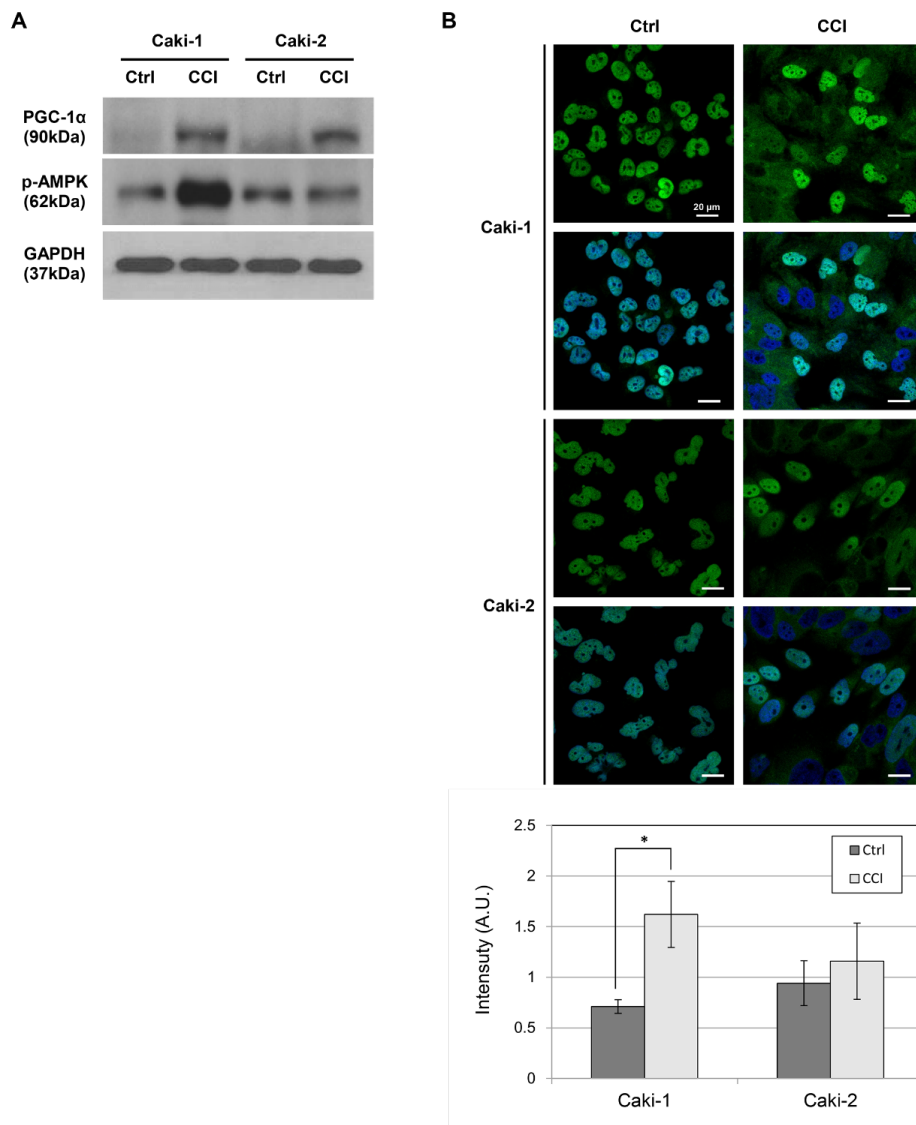 A
Caki-1 Caki-2
Ctrl CCI Ctrl CCI
PGC-1α
(90kDa)
p-AMPK
(62kDa)
GAPDH
(37kDa)
B
Ctrl CCI
Caki-1
20 µm
Caki-2
2.5
2
1.5
1
0.5
0
Intensuty (A.U.)
*
Ctrl
CCI
Caki-1 Caki-2